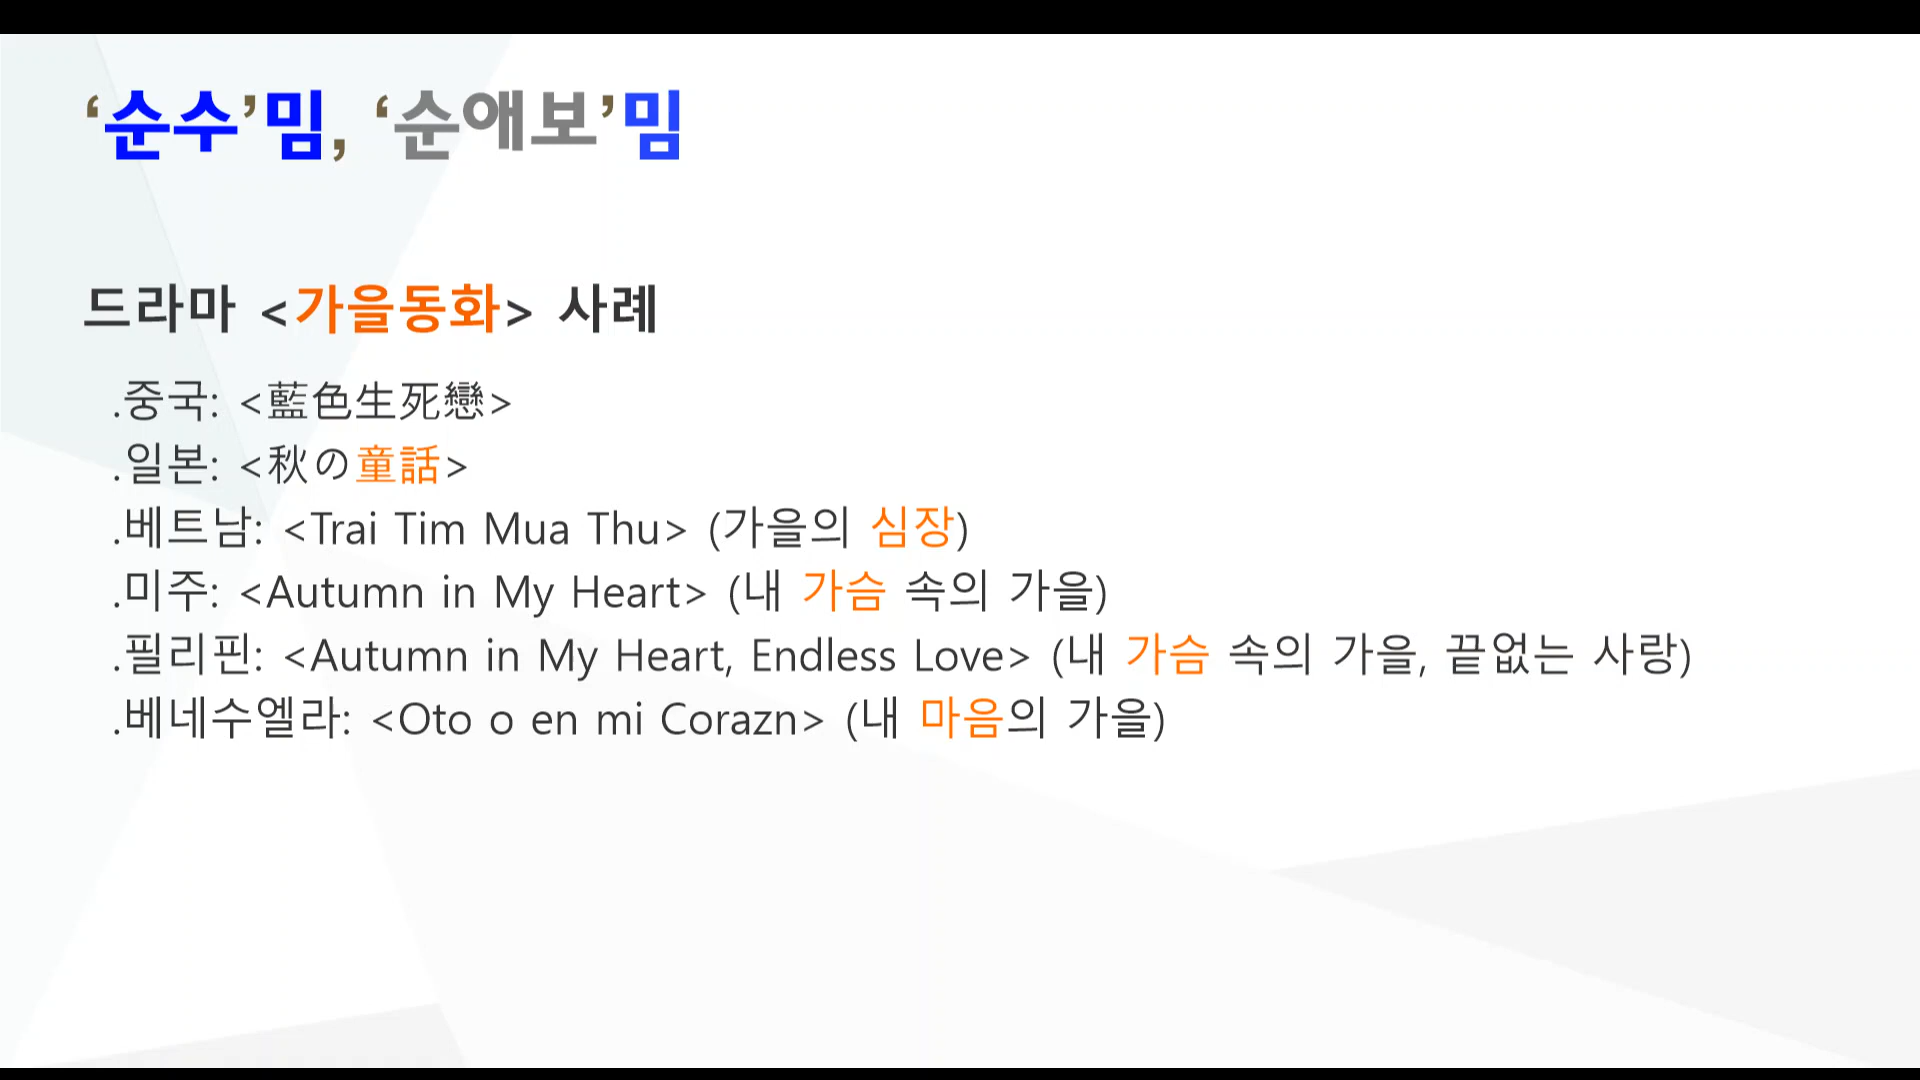 ‘순수’밈, ‘순애보’밈
드라마 <가을동화> 사례
.중국: <藍色生死戀>
.일본: <秋の童話>
.베트남: <Trai Tim Mua Thu> (가을의 심장)
.미주: <Autumn in My Heart> (내 가슴 속의 가을)
.필리핀: <Autumn in My Heart, Endless Love> (내 가슴 속의 가을, 끝없는 사랑)
.베네수엘라: <Oto o en mi Corazn> (내 마음의 가을)